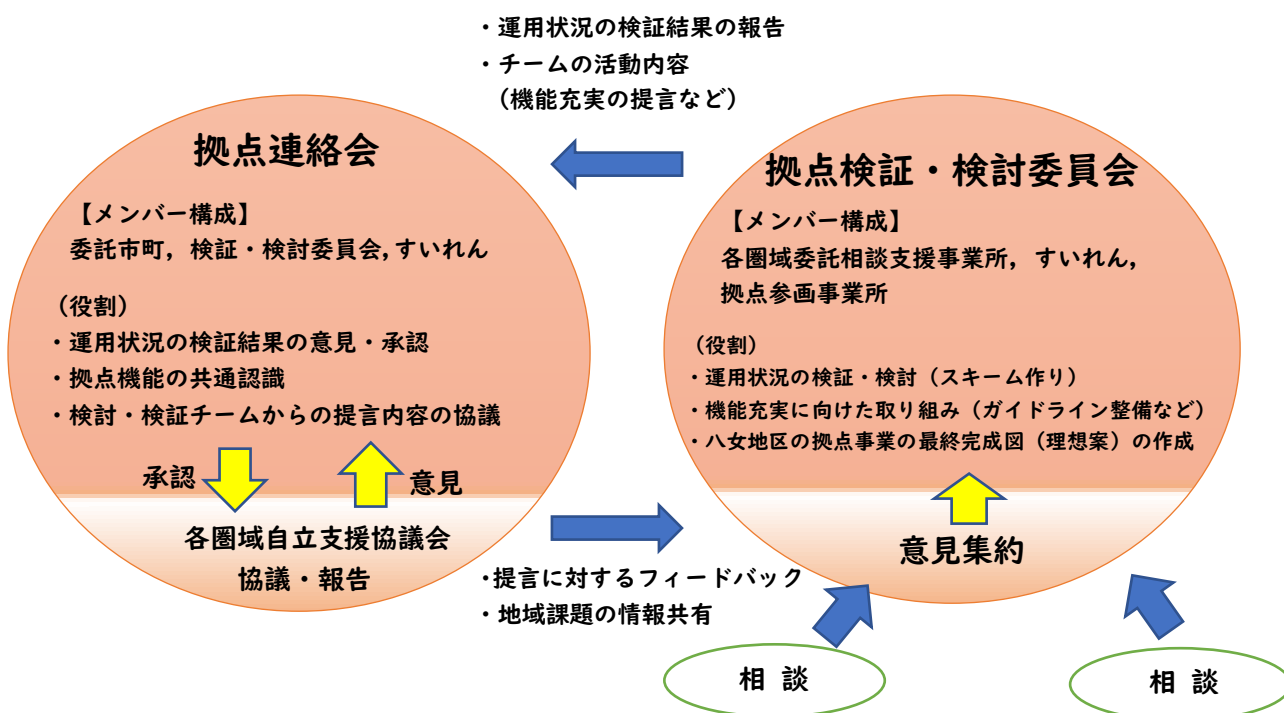 ・運用状況の検証結果の報告
・チームの活動内容
（機能充実の提言など）
拠点連絡会
【メンバー構成】
委託市町，検証・検討委員会，すいれん
（役割）
・運用状況の検証結果の意見・承認
・拠点機能の共通認識
・検討・検証チームからの提言内容の協議
承認
意見
各圏域自立支援協議会
協議・報告
拠点検証・検討委員会
【メンバー構成】
各圏域委託相談支援事業所，すいれん，
拠点参画事業所
（役割）
・運用状況の検証・検討（スキーム作り）
・機能充実に向けた取り組み（ガイドライン整備など）
・八女地区の拠点事業の最終完成図（理想案）の作成
意見集約
・提言に対するフィードバック
・地域課題の情報共有
相 談
相 談